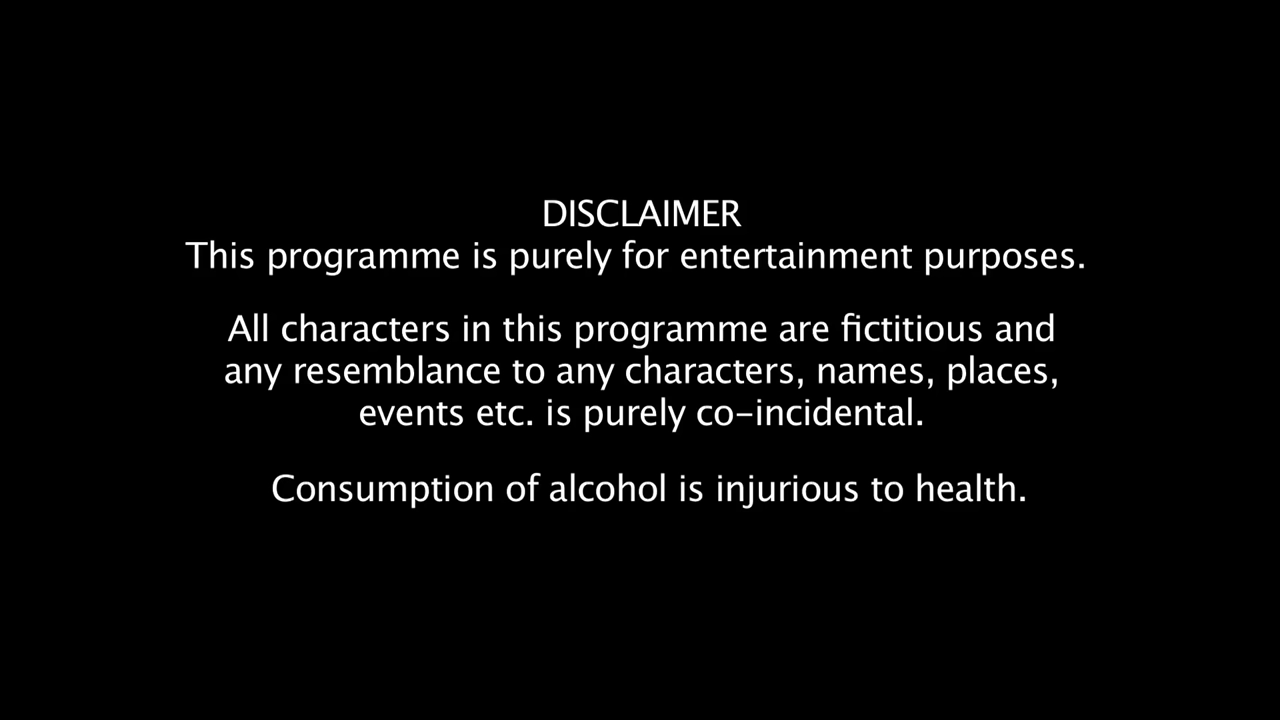 DISCLAIMER
This programme is purely for entertainment purposes.
All characters in this programme are fictitious and
any resemblance to any characters, names, places,
events etc. is purely co-incidental.
Consumption of alcohol is injurious to health.